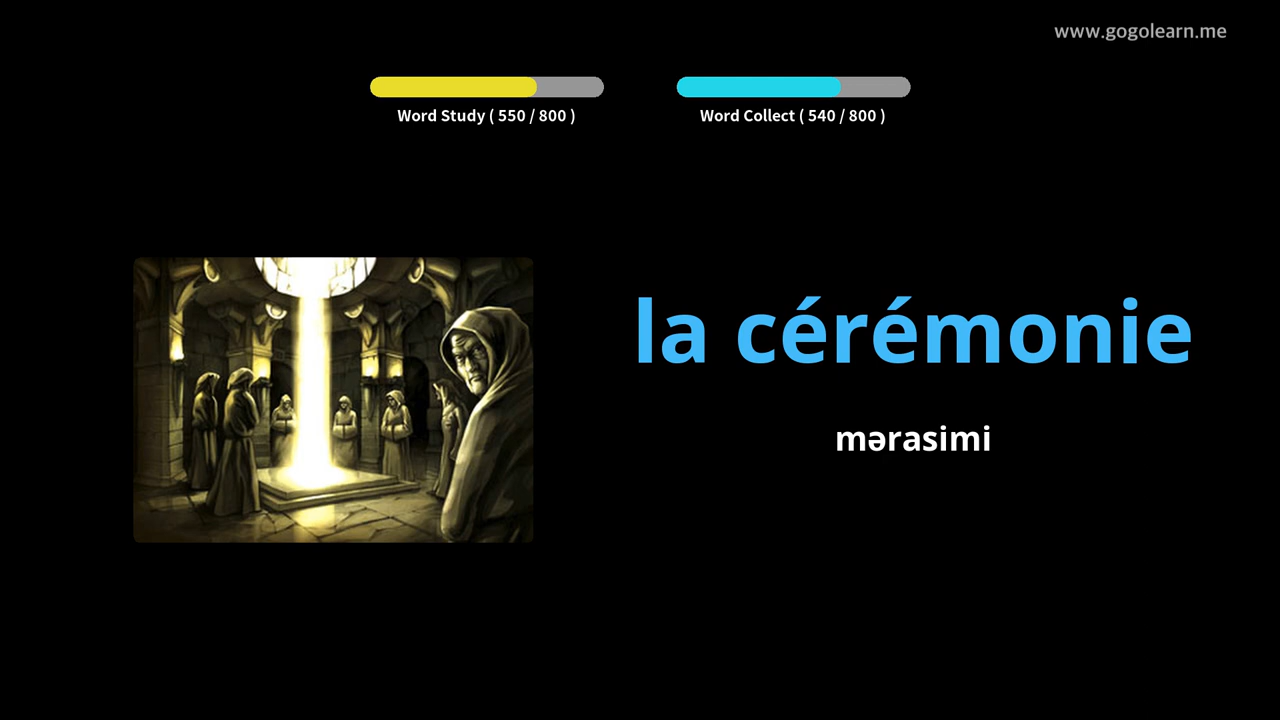 www.gogolearn.me
Word Study ( 550 / 800 )
Word Collect ( 540 / 800 )
la cérémonie
mərasimi